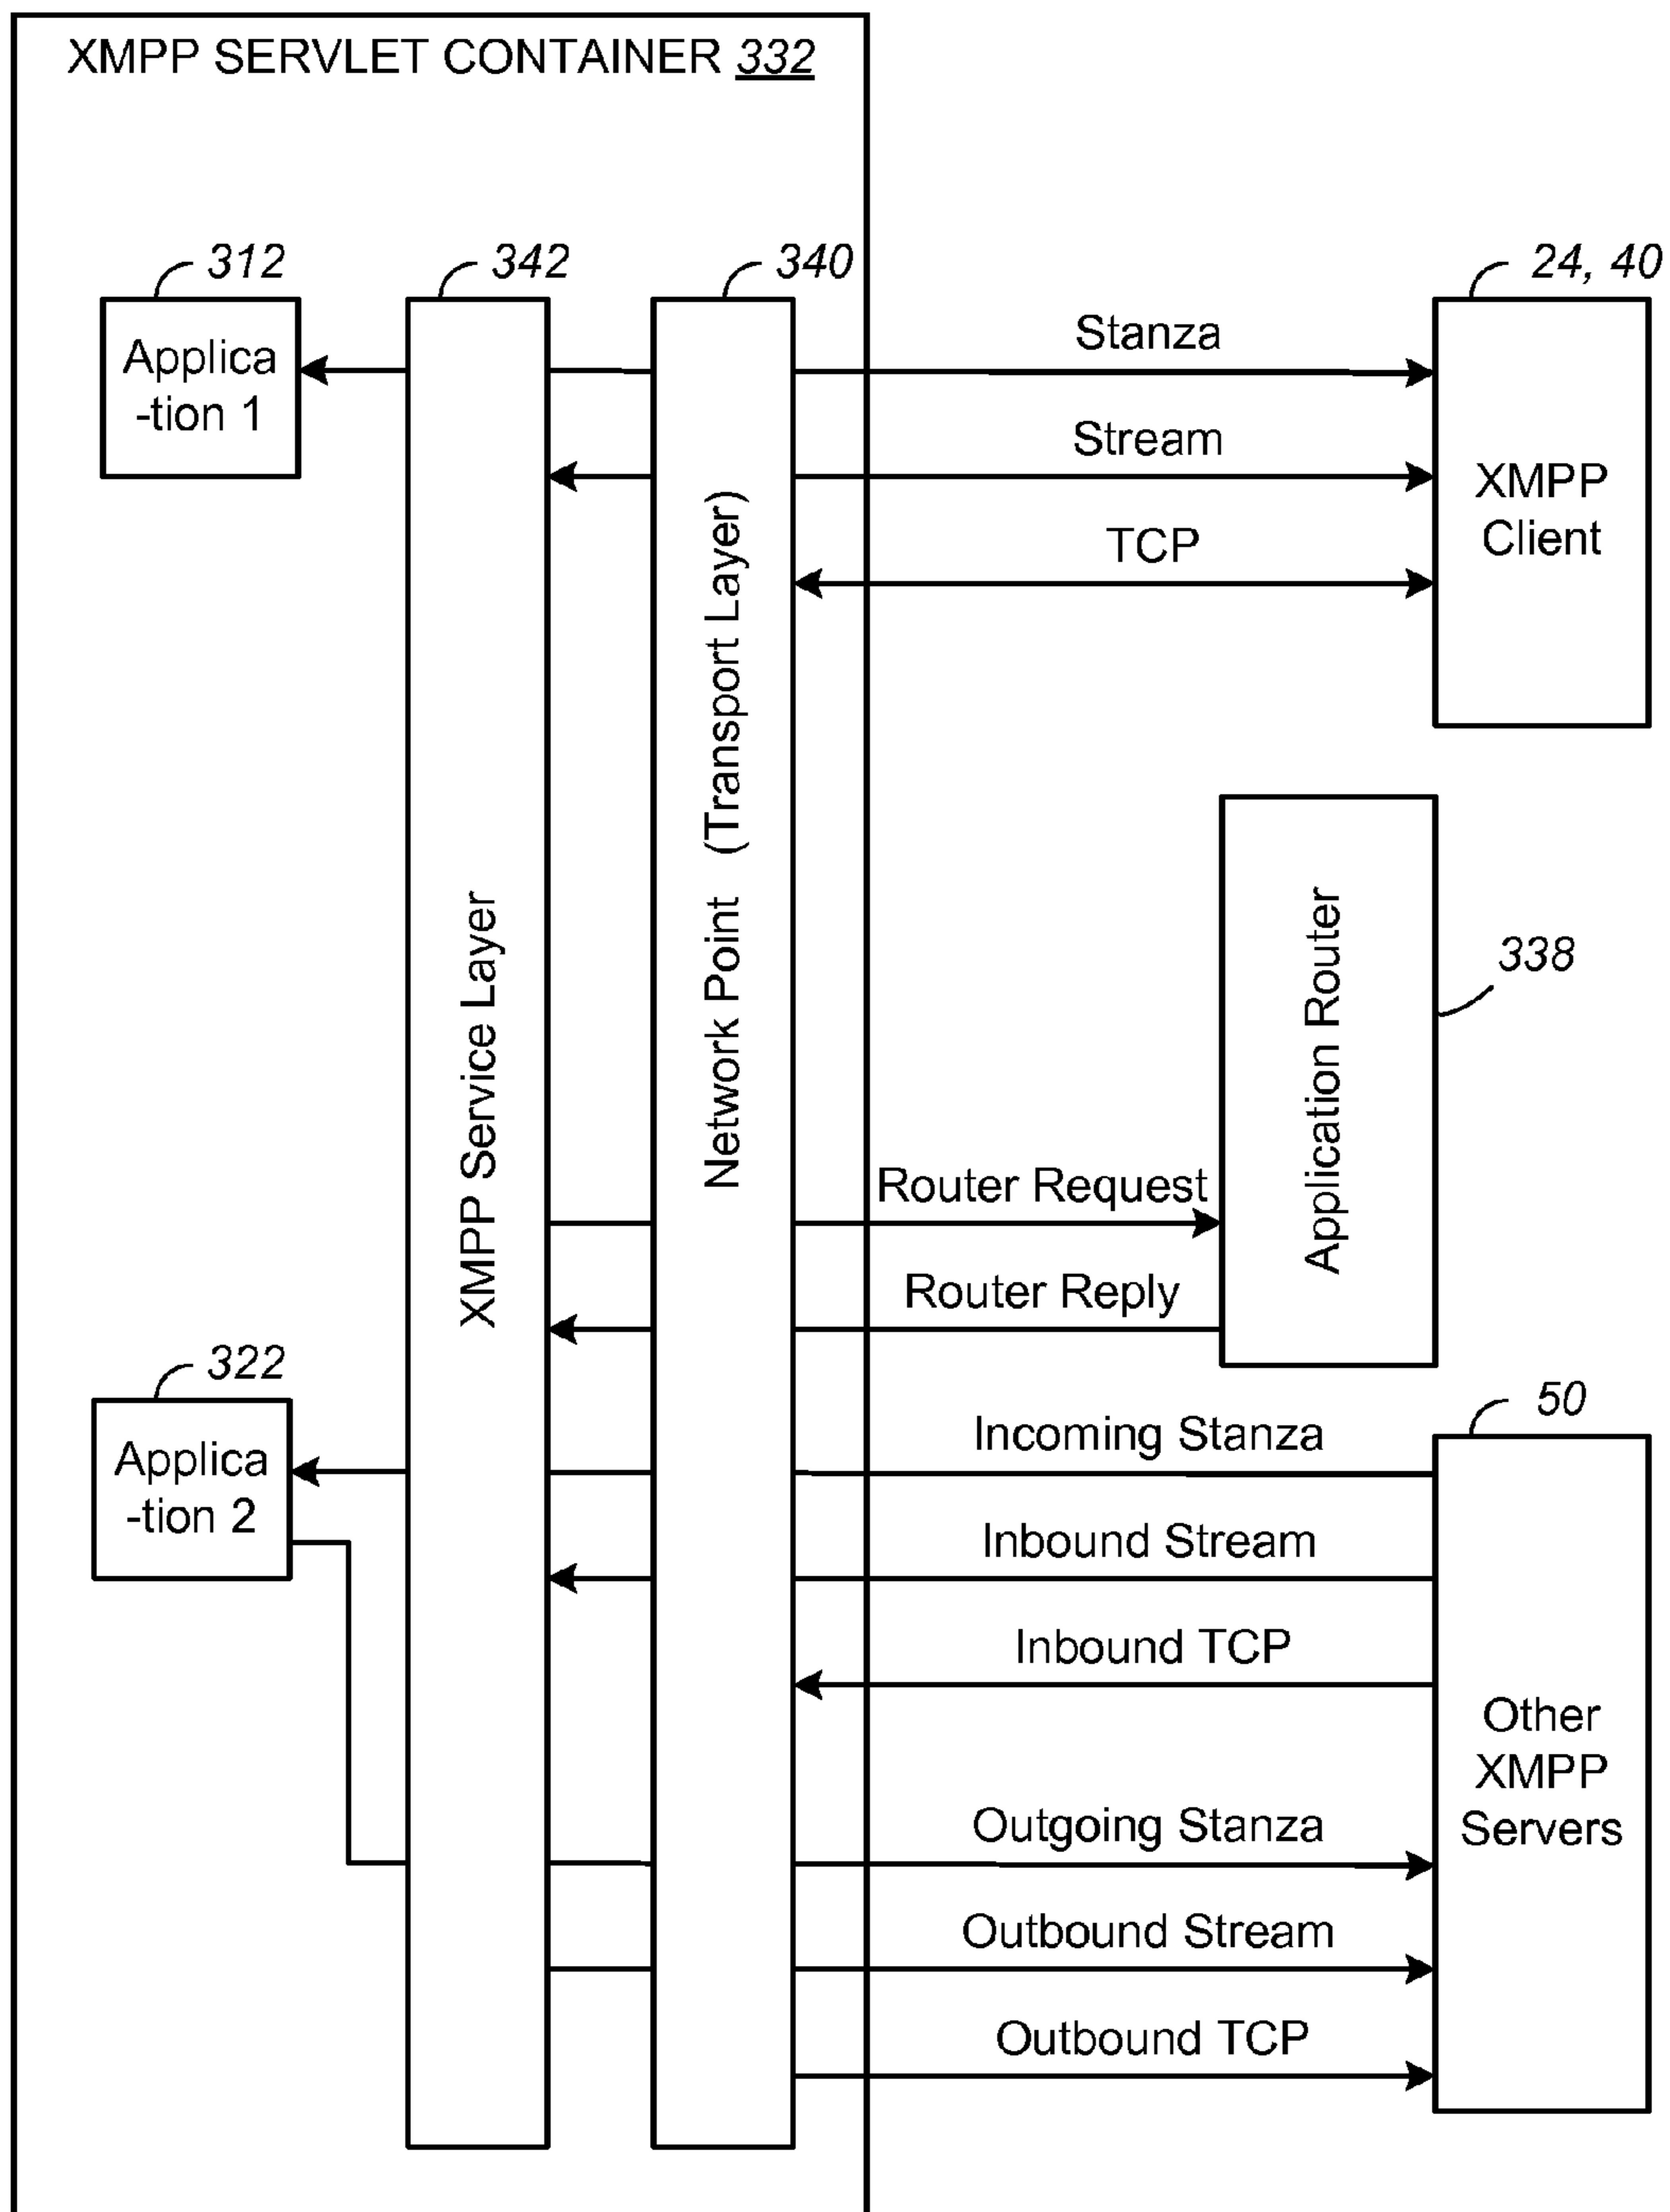 XMPP SERVLET CONTAINER 332
312
342
340
24, 40
Applica
-tion 1
Stanza
Stream
TCP
XMPP
Client
XMPP Service Layer
Network Point (Transport Layer)
Application Router
338
Router Request
Router Reply
322
Applica
-tion 2
50
Incoming Stanza
Inbound Stream
Inbound TCP
Other
XMPP
Servers
Outgoing Stanza
Outbound Stream
Outbound TCP